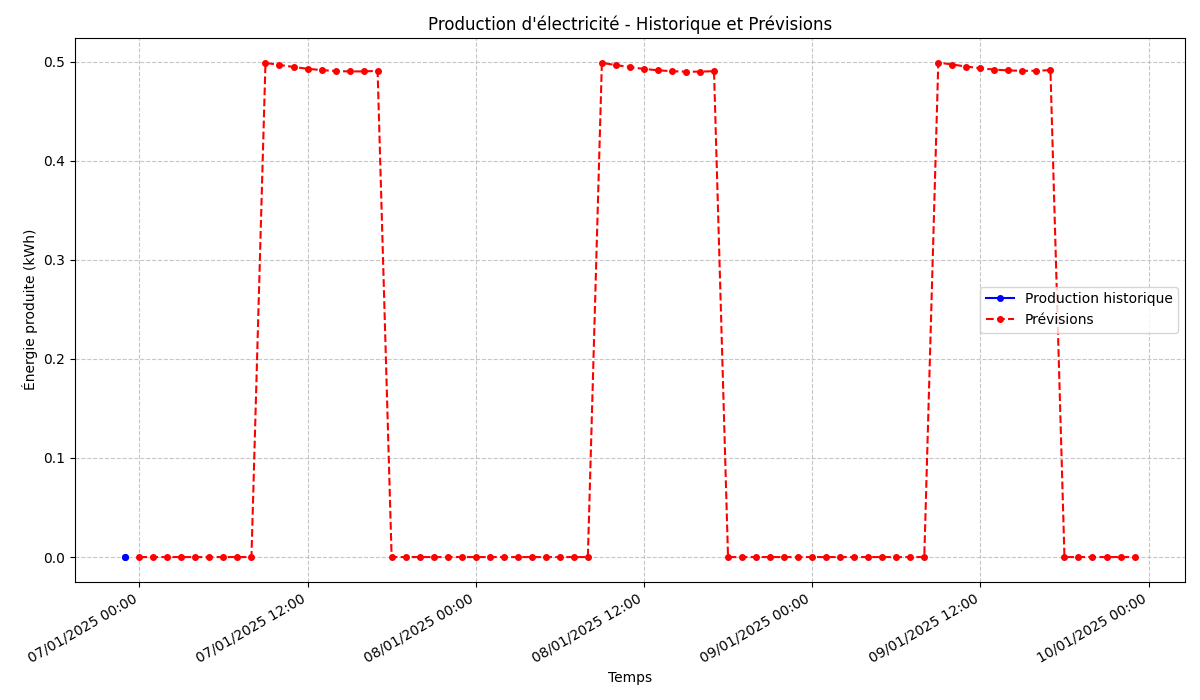 Production d'électricité - Historique et Prévisions
Énergie produite (kWh)
0.5
0.4
0.3
0.2
0.1
0.0
Production historique
Prévisions
07/01/2025 00:00
07/01/2025 12:00
08/01/2025 00:00
08/01/2025 12:00
09/01/2025 00:00
09/01/2025 12:00
10/01/2025 00:00
Temps